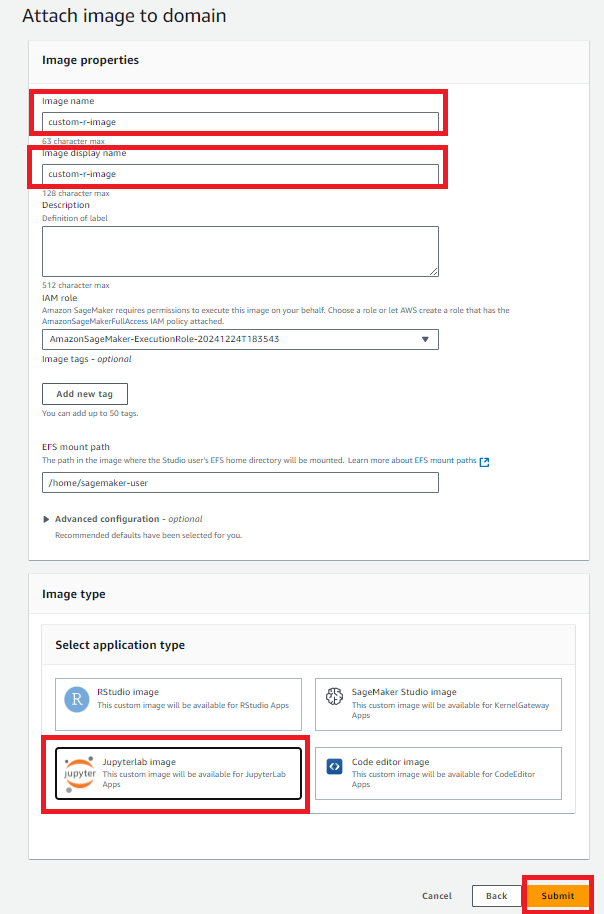 Attach image to domain
Image properties
Image name
custom-r-image
63 character max
Image display name
custom-r-image
128 character max
Description
Definition of label
512 character max
IAM role
Amazon SageMaker requires permissions to execute this image on your behalf. Choose a role or let AWS create a role that has the
AmazonSageMakerFullAccess IAM policy attached.
AmazonSageMaker-ExecutionRole-20241224T183543
Image tags - optional
Add new tag
You can add up to 50 tags.
EFS mount path
The path in the image where the Studio user's EFS home directory will be mounted. Learn more about EFS mount paths
/home/sagemaker-user
Advanced configuration - optional
Recommended defaults have been selected for you.
Image type
Select application type
R
RStudio image
This custom image will be available for RStudio Apps
SageMaker Studio image
This custom image will be available for KernelGateway
Apps
jupyter
Jupyterlab image
This custom image will be available for JupyterLab
Apps
Code editor image
This custom image will be available for CodeEditor
Apps
Cancel
Back
Submit